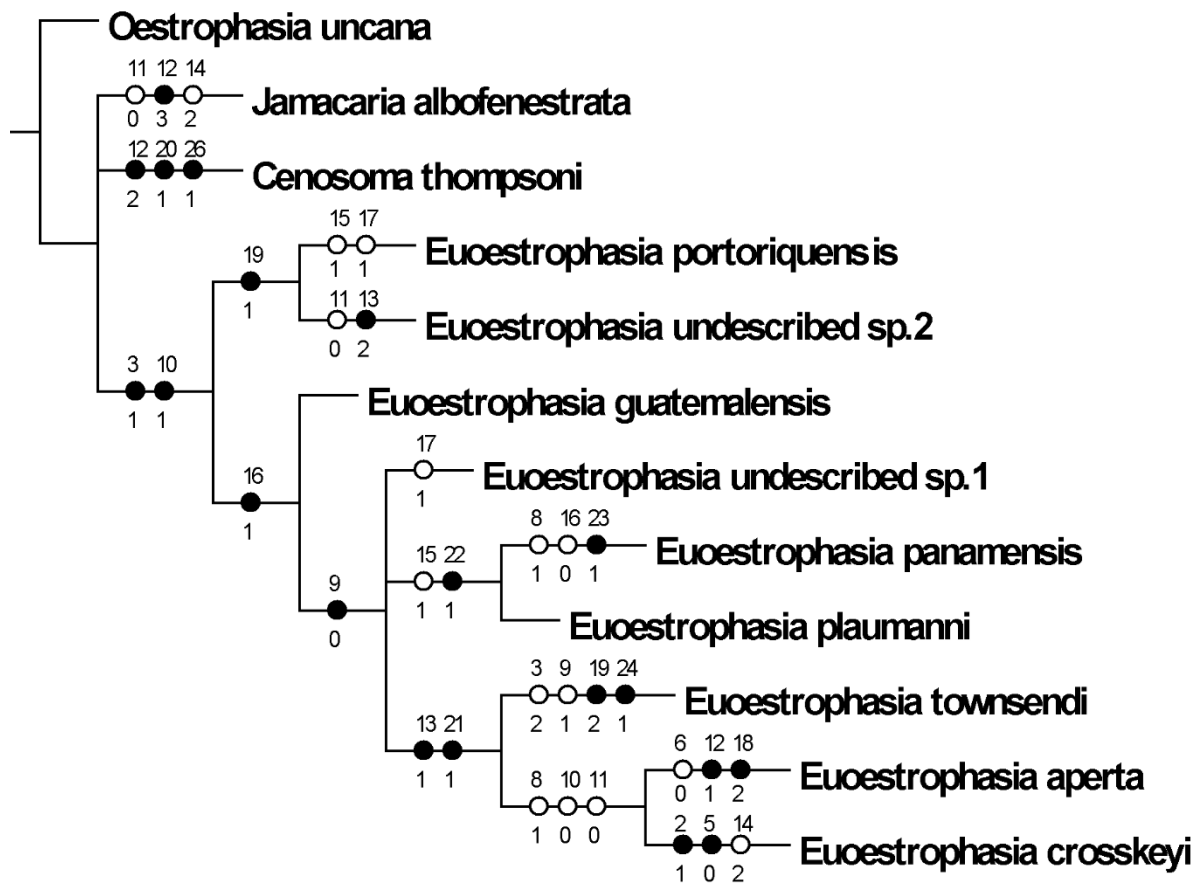 Oestrophasia uncana
11 12 14
Jamacaria albofenestrata
0 3 2
12 20 26
Cenosoma thompsoni
2 1 1
15 17
Euoestrophasia portoriquensis
1 1
19
1
11 13
Euoestrophasia undescribed sp.2
0 2
3 10
1 1
Euoestrophasia guatemalensis
17
Euoestrophasia undescribed sp.1
1
16
1
8 16 23
Euoestrophasia panamensis
1 0 1
15 22
1 1
9
0
Euoestrophasia plaumanni
3 9 19 24
Euoestrophasia townsendi
2 1 2 1
13 21
1 1
6 12 18
Euoestrophasia aperta
0 1 2
8 10 11
1 0 0
2 5 14
Euoestrophasia crosskeyi
1 0 2